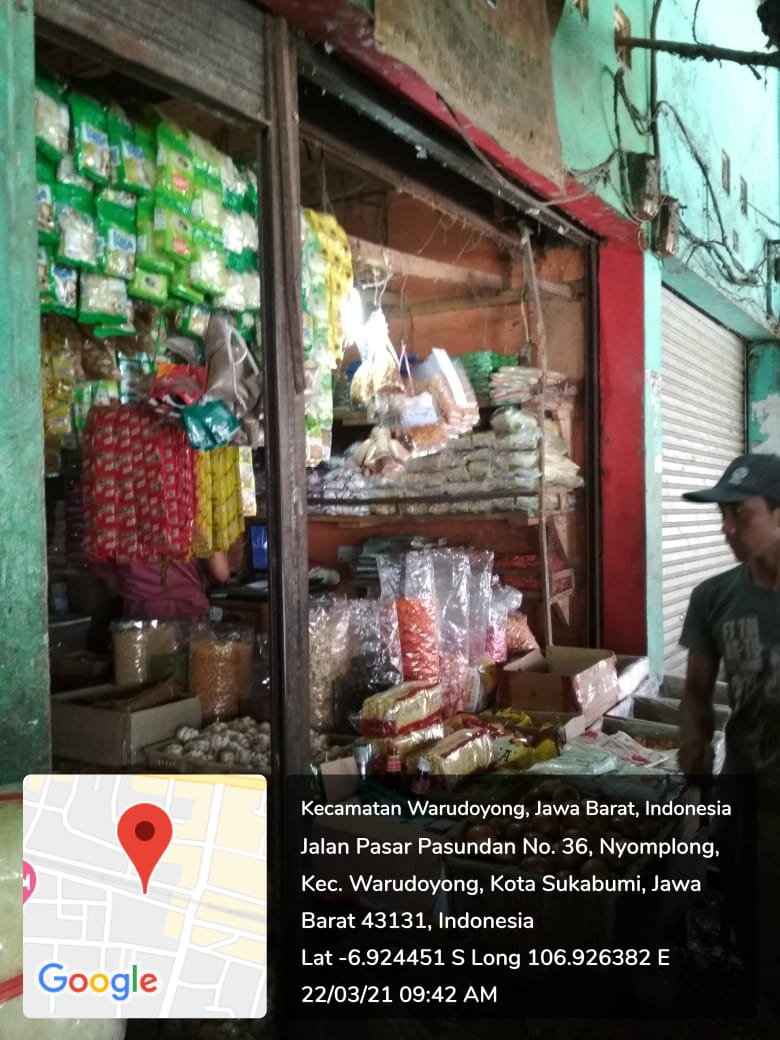 Kecamatan Warudoyong, Jawa Barat, Indonesia
Jalan Pasar Pasundan No. 36, Nyomplong,
Kec. Warudoyong, Kota Sukabumi, Jawa
Barat 43131, Indonesia
Lat -6.924451 S Long 106.926382 E
22/03/21 09:42 AM
Google